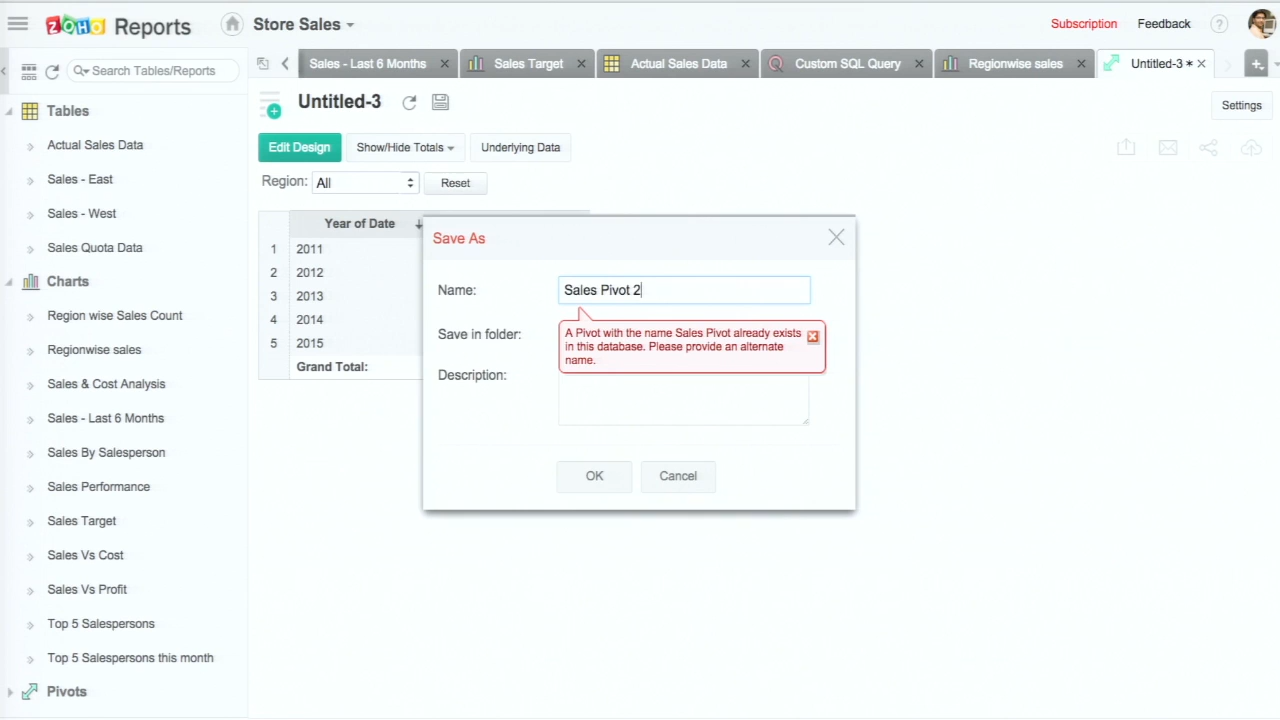 ZOHO Reports
Store Sales
Subscription
Feedback
?
Search Tables/Reports
Sales - Last 6 Months
Sales Target
Actual Sales Data
Custom SQL Query
Regionwise sales
Untitled-3 *
Tables
Actual Sales Data
Sales - East
Sales - West
Sales Quota Data
Charts
Region wise Sales Count
Regionwise sales
Sales & Cost Analysis
Sales - Last 6 Months
Sales By Salesperson
Sales Performance
Sales Target
Sales Vs Cost
Sales Vs Profit
Top 5 Salespersons
Top 5 Salespersons this month
Pivots
Untitled-3
Settings
Edit Design
Show/Hide Totals
Underlying Data
Region: All
Reset
Year of Date
1 2011
2 2012
3 2013
4 2014
5 2015
Grand Total:
Save As
Name: Sales Pivot 2
Save in folder:
A Pivot with the name Sales Pivot already exists
in this database. Please provide an alternate
name.
Description:
OK
Cancel